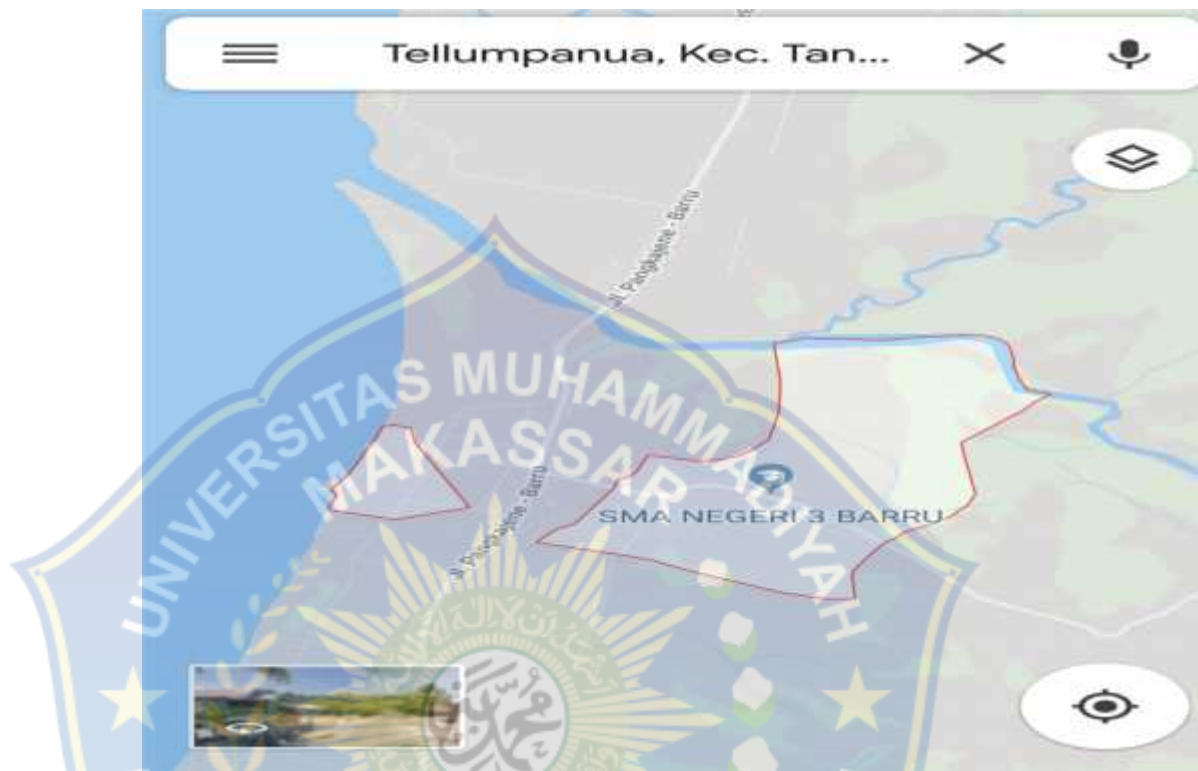 Tellumpanua, Kec. Tan...
Jl. Pangkajene - Barru
UNIVERSITAS MUHAMMADIYAH
MAKASSAR
Jl. Pangkajene - Barru
SMA NEGERI 3 BARRU